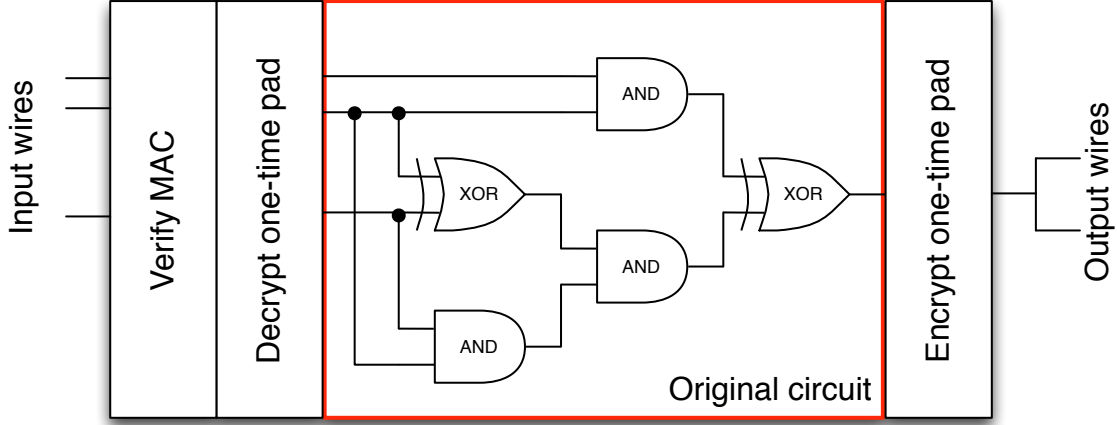 Input wires
Verify MAC
Decrypt one-time pad
AND
XOR
XOR
AND
AND
Original circuit
Encrypt one-time pad
Output wires